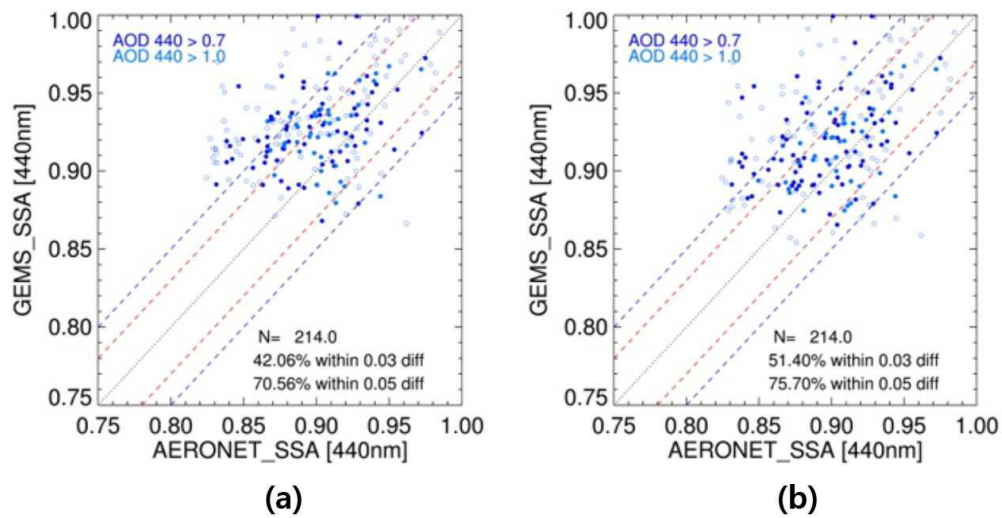 AOD 440 > 0.7
AOD 440 > 1.0
1.00
0.95
0.90
0.85
0.80
0.75
GEMS_SSA [440nm]
N= 214.0
42.06% within 0.03 diff
70.56% within 0.05 diff
0.75 0.80 0.85 0.90 0.95 1.00
AERONET_SSA [440nm]
(a)
AOD 440 > 0.7
AOD 440 > 1.0
1.00
0.95
0.90
0.85
0.80
0.75
GEMS_SSA [440nm]
N= 214.0
51.40% within 0.03 diff
75.70% within 0.05 diff
0.75 0.80 0.85 0.90 0.95 1.00
AERONET_SSA [440nm]
(b)